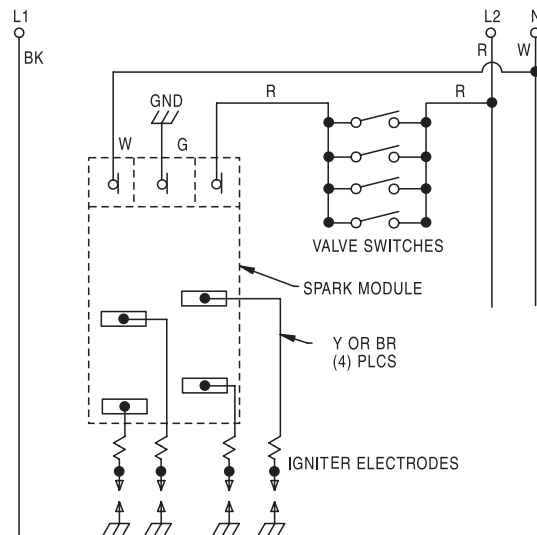 L1
L2
N
BK
R
W
GND
R
R
W
G
VALVE SWITCHES
SPARK MODULE
Y OR BR
(4) PLCS
IGNITER ELECTRODES